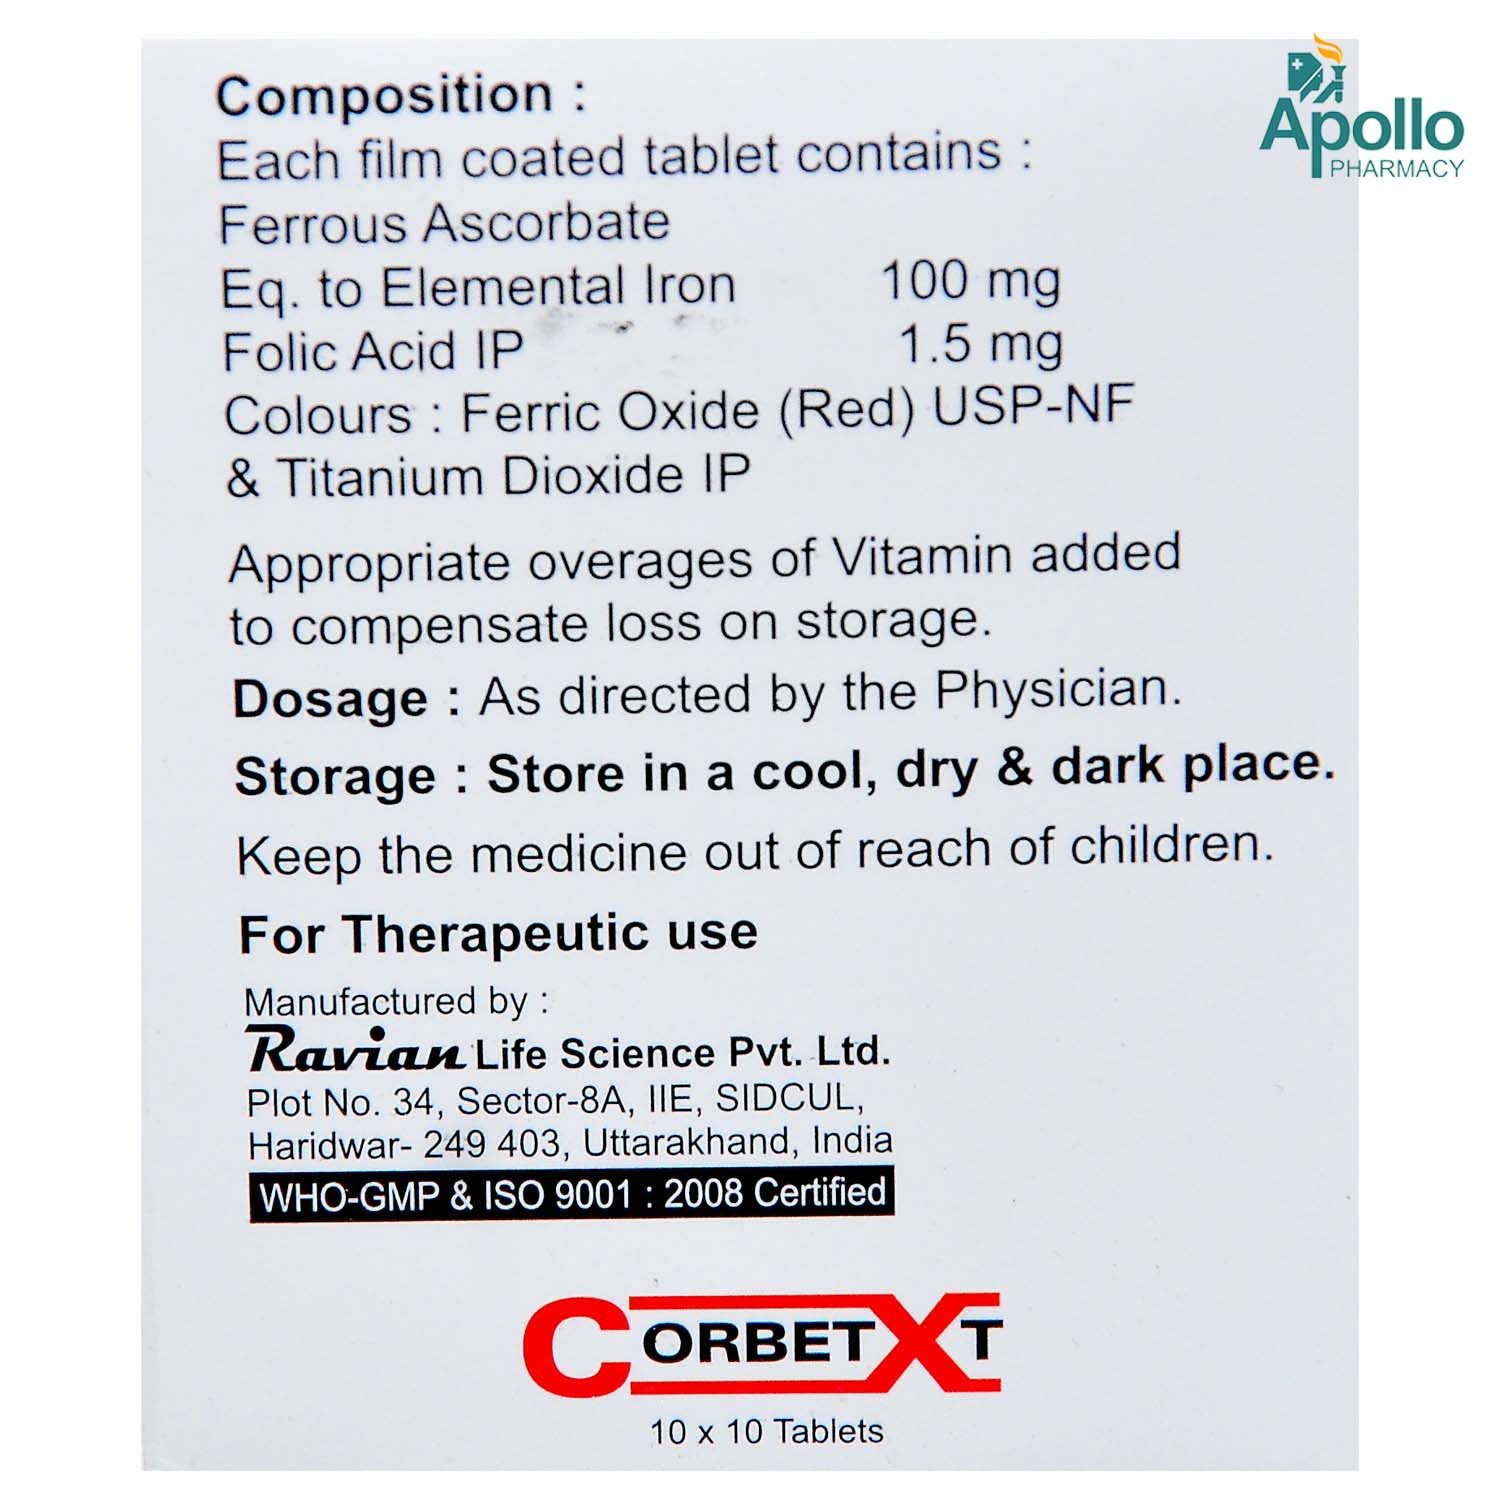 Apollo
PHARMACY
Composition :
Each film coated tablet contains :
Ferrous Ascorbate
Eq. to Elemental Iron 100 mg
Folic Acid IP 1.5 mg
Colours : Ferric Oxide (Red) USP-NF
& Titanium Dioxide IP
Appropriate overages of Vitamin added
to compensate loss on storage.
Dosage : As directed by the Physician.
Storage : Store in a cool, dry & dark place.
Keep the medicine out of reach of children.
For Therapeutic use
Manufactured by :
Ravian Life Science Pvt. Ltd.
Plot No. 34, Sector-8A, IIE, SIDCUL,
Haridwar- 249 403, Uttarakhand, India
WHO-GMP & ISO 9001 : 2008 Certified
CORBET XT
10 x 10 Tablets